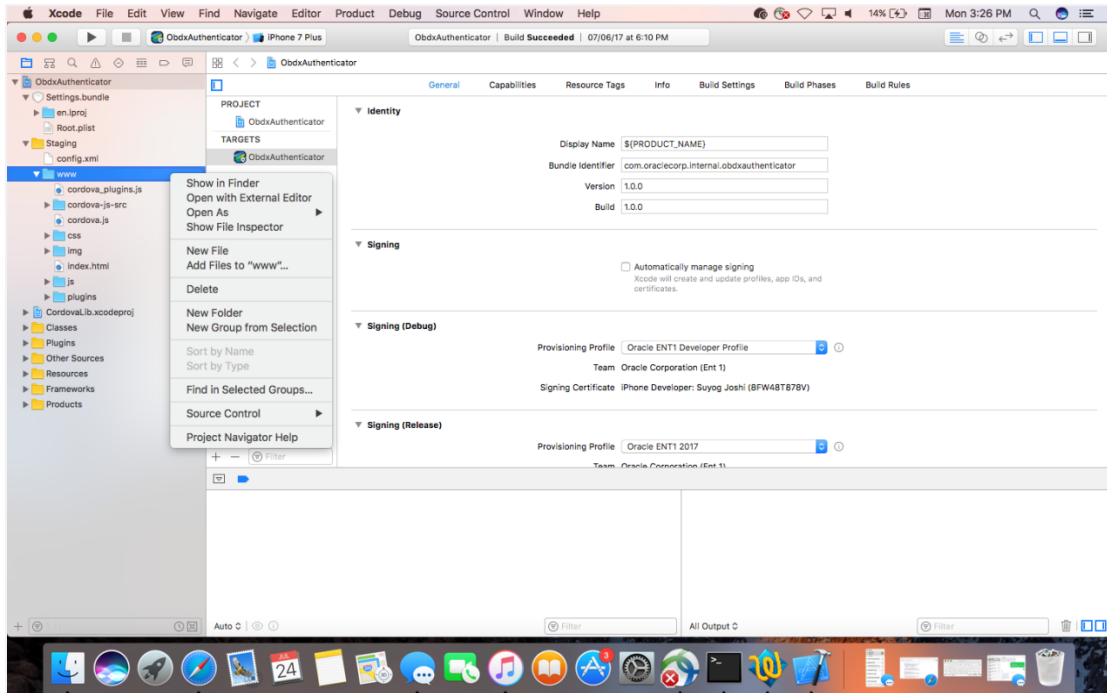 Xcode File Edit View Find Navigate Editor Product Debug Source Control Window Help 14% Mon 3:26 PM
ObdxAuthenticator iPhone 7 Plus ObdxAuthenticator | Build Succeeded | 07/06/17 at 6:10 PM
ObdxAuthenticator
ObdxAuthenticator
Settings.bundle
en.lproj
Root.plist
Staging
config.xml
www
cordova_plugins.js
cordova-js-src
cordova.js
css
img
index.html
js
plugins
CordovaLib.xcodeproj
Classes
Plugins
Other Sources
Resources
Frameworks
Products
General Capabilities Resource Tags Info Build Settings Build Phases Build Rules
PROJECT
ObdxAuthenticator
TARGETS
ObdxAuthenticator
Show in Finder
Open with External Editor
Open As
Show File Inspector
New File
Add Files to "www"...
Delete
New Folder
New Group from Selection
Sort by Name
Sort by Type
Find in Selected Groups...
Source Control
Project Navigator Help
+ − Filter
Identity
Display Name ${PRODUCT_NAME}
Bundle Identifier com.oraclecorp.internal.obdxauthenticator
Version 1.0.0
Build 1.0.0
Signing
Automatically manage signing
Xcode will create and update profiles, app IDs, and
certificates.
Signing (Debug)
Provisioning Profile Oracle ENT1 Developer Profile
Team Oracle Corporation (Ent 1)
Signing Certificate iPhone Developer: Suyog Joshi (8FW48T878V)
Signing (Release)
Provisioning Profile Oracle ENT1 2017
Team Oracle Corporation (Ent 1)
Auto Filter All Output Filter
JUL
24
3